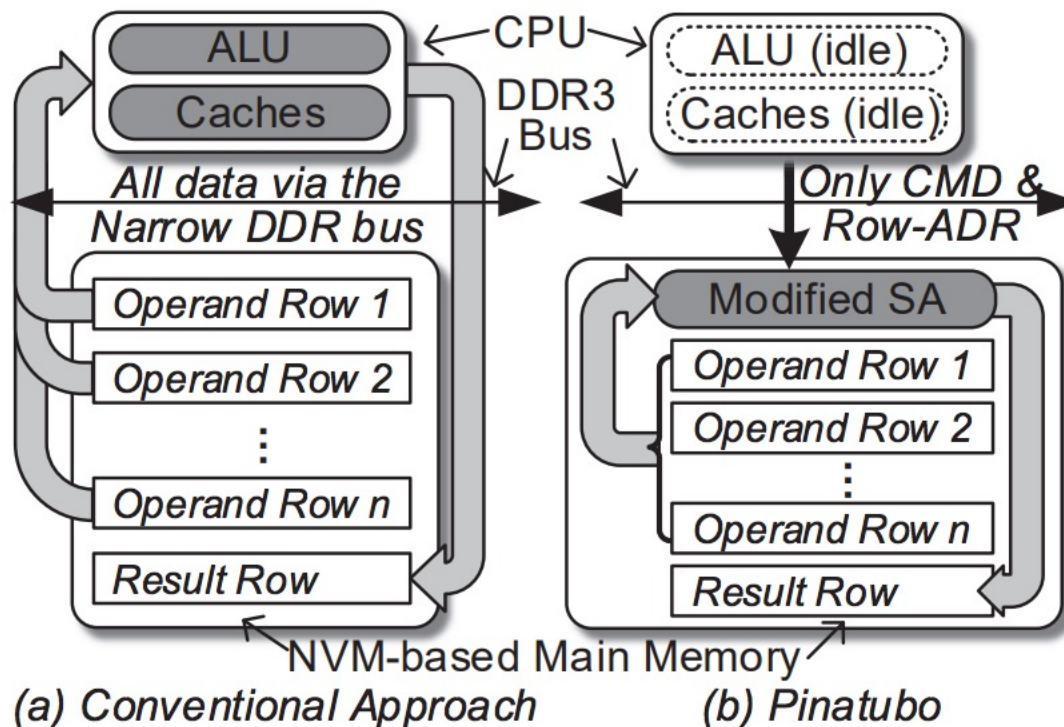 ALU
Caches
CPU
DDR3
Bus
ALU (idle)
Caches (idle)
All data via the
Narrow DDR bus
Only CMD &
Row-ADR
Operand Row 1
Operand Row 2
⋮
Operand Row n
Result Row
Modified SA
Operand Row 1
Operand Row 2
⋮
Operand Row n
Result Row
NVM-based Main Memory
(a) Conventional Approach
(b) Pinatubo